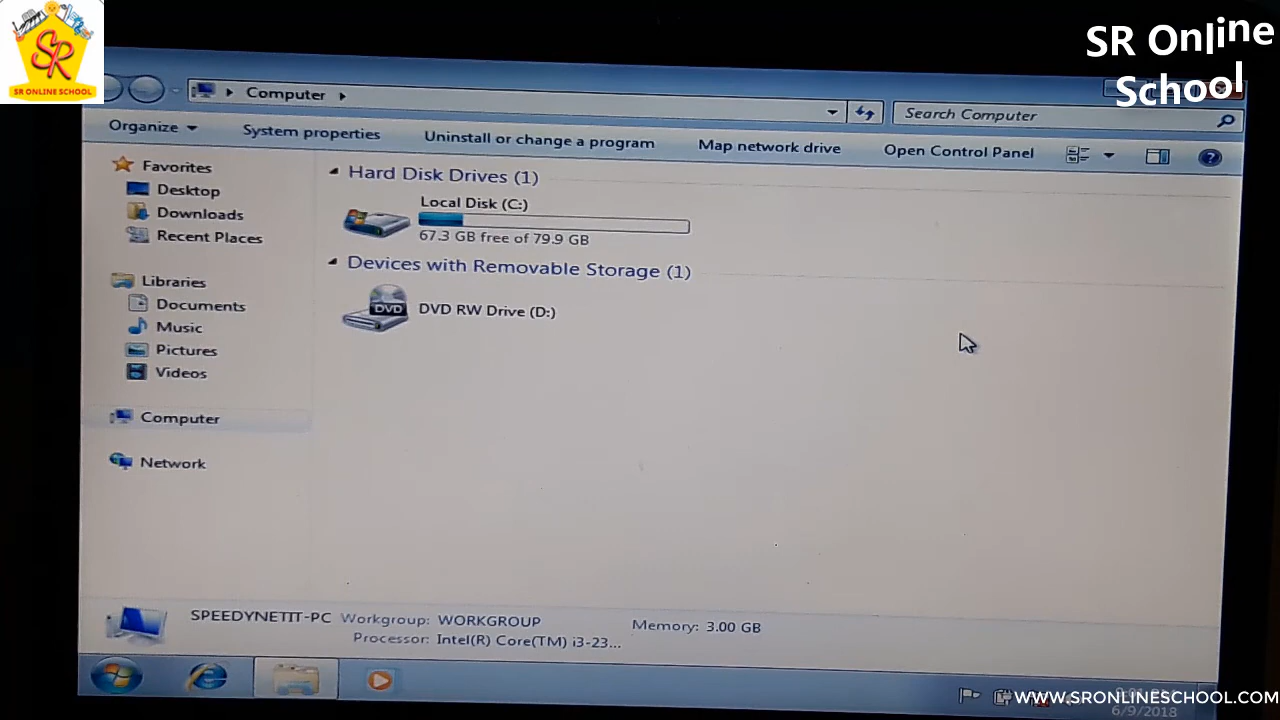 SR
SR ONLINE SCHOOL
SR Online
School
Computer
Search Computer
Organize
System properties
Uninstall or change a program
Map network drive
Open Control Panel
Favorites
Desktop
Downloads
Recent Places
Libraries
Documents
Music
Pictures
Videos
Computer
Network
Hard Disk Drives (1)
Local Disk (C:)
67.3 GB free of 79.9 GB
Devices with Removable Storage (1)
DVD
DVD RW Drive (D:)
SPEEDYNETIT-PC Workgroup: WORKGROUP
Memory: 3.00 GB
Processor: Intel(R) Core(TM) i3-23...
WWW.SRONLINESCHOOL.COM
6/9/2018